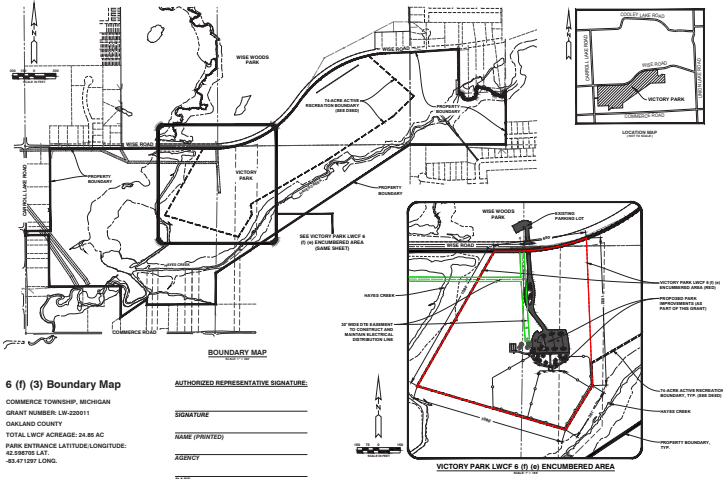 WISE WOODS
PARK
WISE ROAD
74-ACRE ACTIVE
RECREATION BOUNDARY
(SEE DEED)
PROPERTY
BOUNDARY
WISE ROAD
CARROLL LAKE ROAD
PROPERTY
BOUNDARY
VICTORY
PARK
PROPERTY
BOUNDARY
SEE VICTORY PARK LWCF 6
(f) (e) ENCUMBERED AREA
(SAME SHEET)
HAYES CREEK
COMMERCE ROAD
BOUNDARY MAP
COOLEY LAKE ROAD
CARROLL LAKE ROAD
WISE ROAD
VICTORY PARK
COMMERCE ROAD
LOCATION MAP
(NOT TO SCALE)
WISE WOODS
PARK
EXISTING
PARKING LOT
WISE ROAD
HAYES CREEK
VICTORY PARK LWCF 6 (f) (e)
ENCUMBERED AREA (RED)
PROPOSED PARK
IMPROVEMENTS (AS
PART OF THIS GRANT)
30' WIDE DTE EASEMENT
TO CONSTRUCT AND
MAINTAIN ELECTRICAL
DISTRIBUTION LINE
74-ACRE ACTIVE RECREATION
BOUNDARY, TYP. (SEE DEED)
HAYES CREEK
PROPERTY BOUNDARY,
TYP.
VICTORY PARK LWCF 6 (f) (e) ENCUMBERED AREA
6 (f) (3) Boundary Map
COMMERCE TOWNSHIP, MICHIGAN
GRANT NUMBER: LW-220011
OAKLAND COUNTY
TOTAL LWCF ACREAGE: 24.85 AC
PARK ENTRANCE LATITUDE/LONGITUDE:
42.598705 LAT.
-83.471297 LONG.
AUTHORIZED REPRESENTATIVE SIGNATURE:
SIGNATURE
NAME (PRINTED)
AGENCY